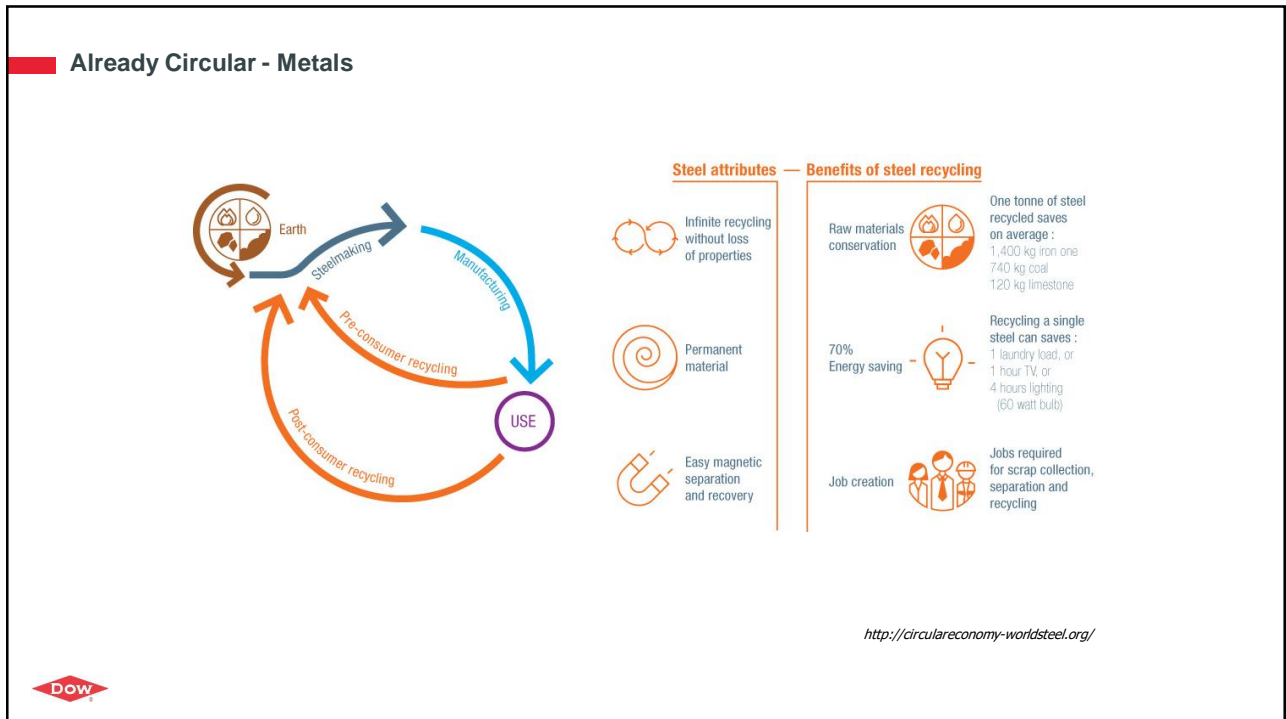 Already Circular - Metals
Earth
Steelmaking
Manufacturing
Pre-consumer recycling
Post-consumer recycling
USE
Steel attributes — Benefits of steel recycling
Infinite recycling
without loss
of properties
Raw materials
conservation
One tonne of steel
recycled saves
on average :
1,400 kg iron one
740 kg coal
120 kg limestone
Permanent
material
70%
Energy saving
Recycling a single
steel can saves :
1 laundry load, or
1 hour TV, or
4 hours lighting
(60 watt bulb)
Easy magnetic
separation
and recovery
Job creation
Jobs required
for scrap collection,
separation and
recycling
http://circulareconomy-worldsteel.org/
DOW